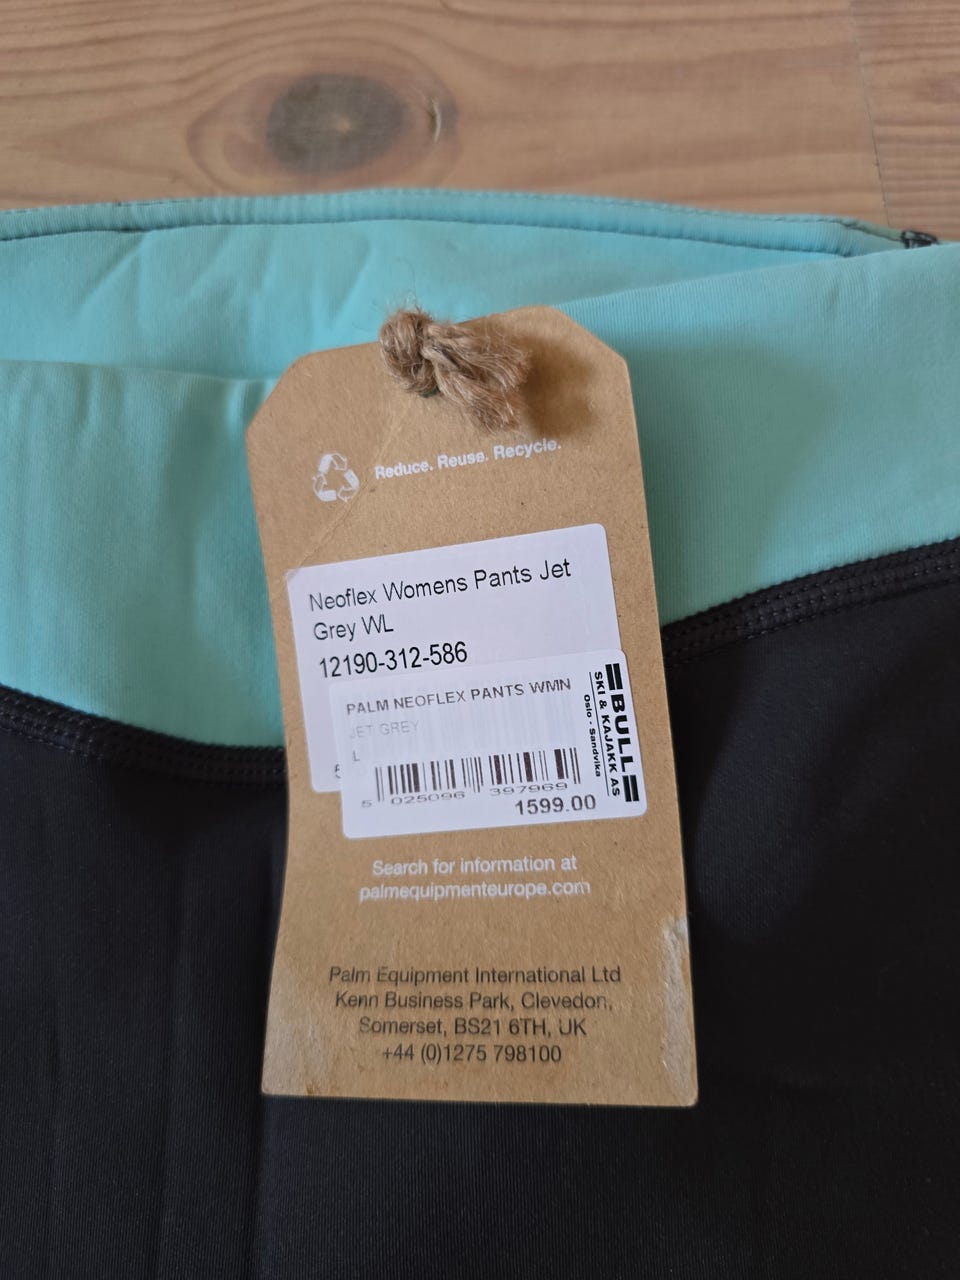 Reduce. Reuse. Recycle.
Neoflex Womens Pants Jet
Grey WL
12190-312-586
PALM NEOFLEX PANTS WMN
JET GREY
L
5
5 025096 397969
1599.00
BULL
SKI & KAJAKK AS
Oslo - Sandvika
Search for information at
palmequipmenteurope.com
Palm Equipment International Ltd
Kenn Business Park, Clevedon,
Somerset, BS21 6TH, UK
+44 (0)1275 798100